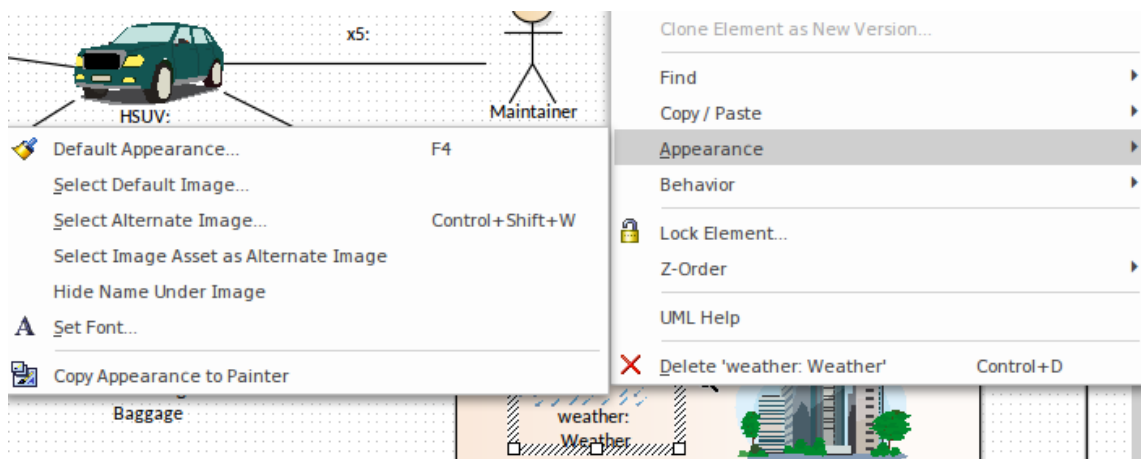 x5:
HSUV:
Maintainer
Clone Element as New Version...
Find
Copy / Paste
Appearance
Behavior
Lock Element...
Z-Order
UML Help
Delete 'weather: Weather' Control+D
Default Appearance... F4
Select Default Image...
Select Alternate Image... Control+Shift+W
Select Image Asset as Alternate Image
Hide Name Under Image
Set Font...
Copy Appearance to Painter
Baggage
weather:
Weather